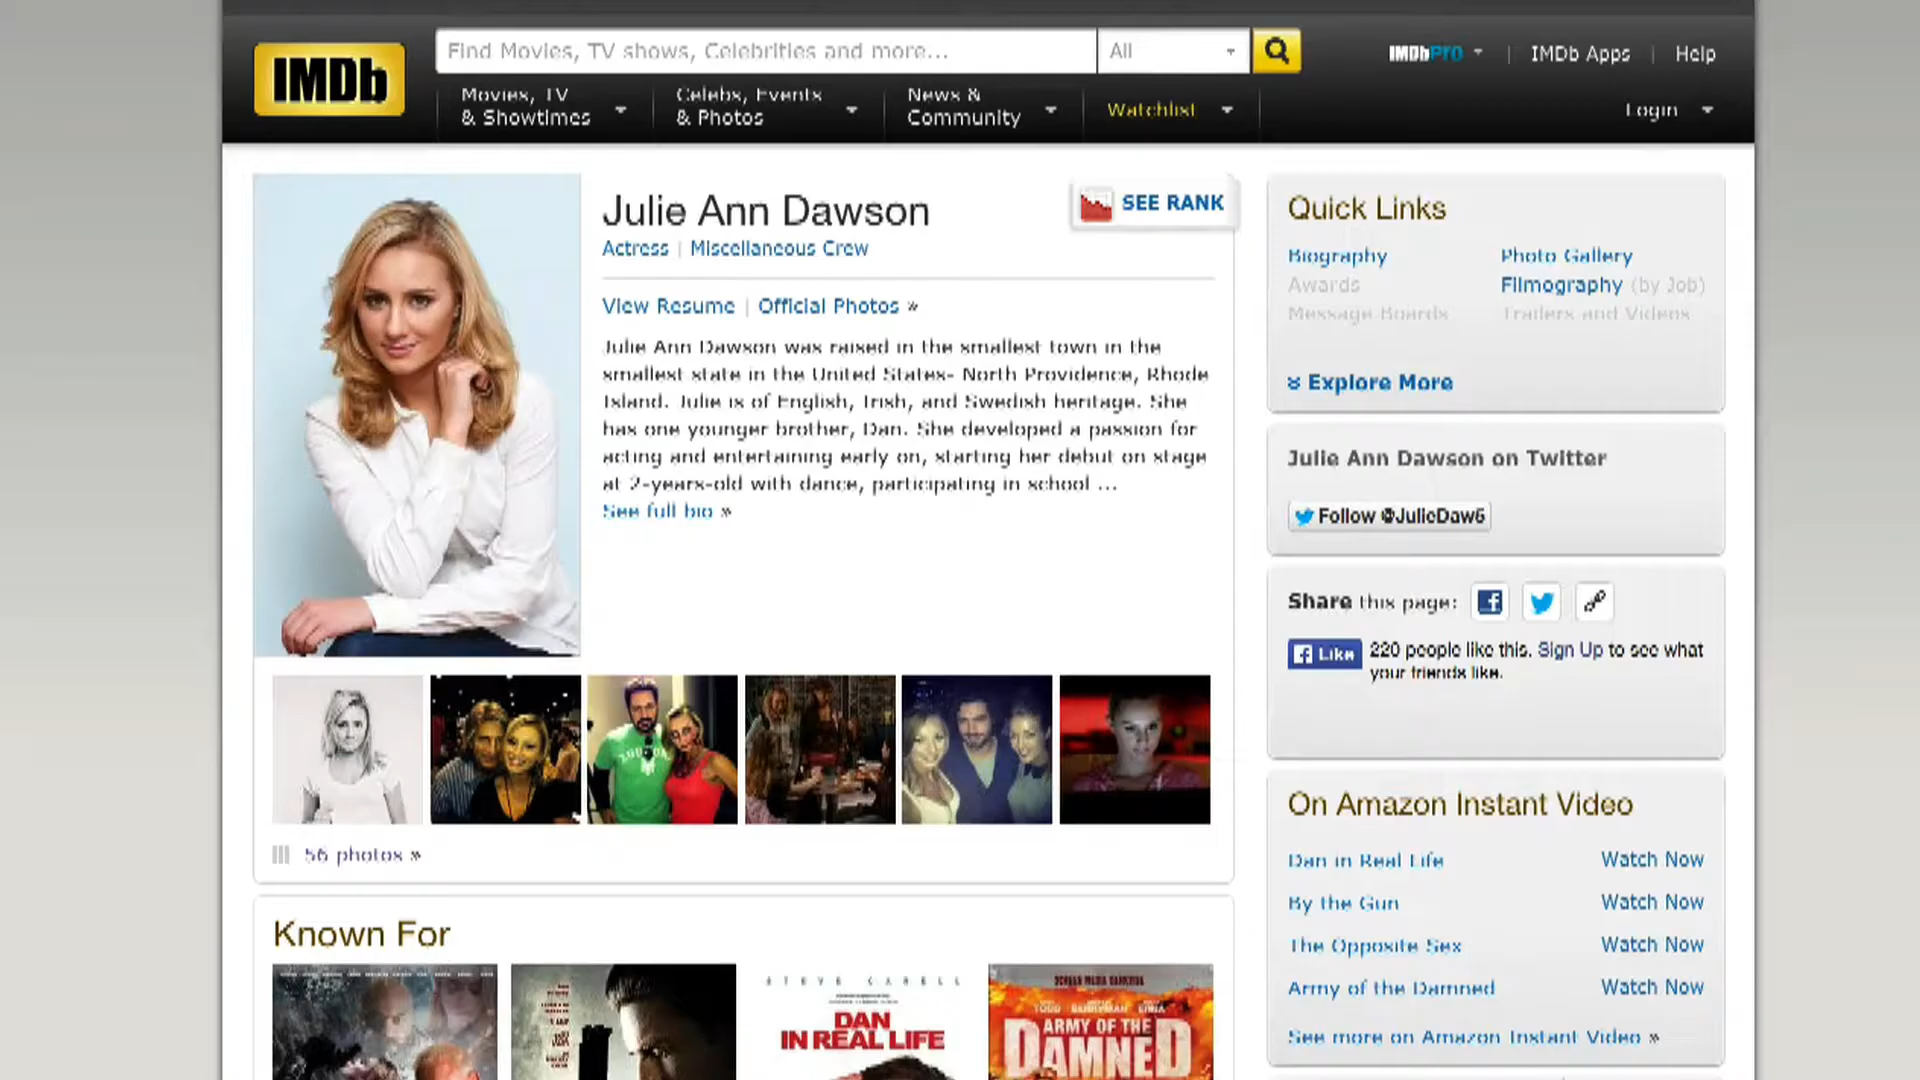 IMDb
Find Movies, TV shows, Celebrities and more...
All
IMDbPro
IMDb Apps
Help
Movies, TV
& Showtimes
Celebs, Events
& Photos
News &
Community
Watchlist
Login
Julie Ann Dawson
SEE RANK
Actress | Miscellaneous Crew
View Resume | Official Photos »
Julie Ann Dawson was raised in the smallest town in the
smallest state in the United States- North Providence, Rhode
Island. Julie is of English, Irish, and Swedish heritage. She
has one younger brother, Dan. She developed a passion for
acting and entertaining early on, starting her debut on stage
at 2-years-old with dance, participating in school ...
See full bio »
56 photos »
Known For
STEVE CARELL
DAN
IN REAL LIFE
SCREEN MEDIA
ARMY OF THE
DAMNED
Quick Links
Biography
Photo Gallery
Awards
Filmography (by Job)
Message Boards
Trailers and Videos
Explore More
Julie Ann Dawson on Twitter
Follow @JulieDaw6
Share this page:
Like
220 people like this. Sign Up to see what
your friends like.
On Amazon Instant Video
Dan in Real Life
Watch Now
By the Gun
Watch Now
The Opposite Sex
Watch Now
Army of the Damned
Watch Now
See more on Amazon Instant Video »